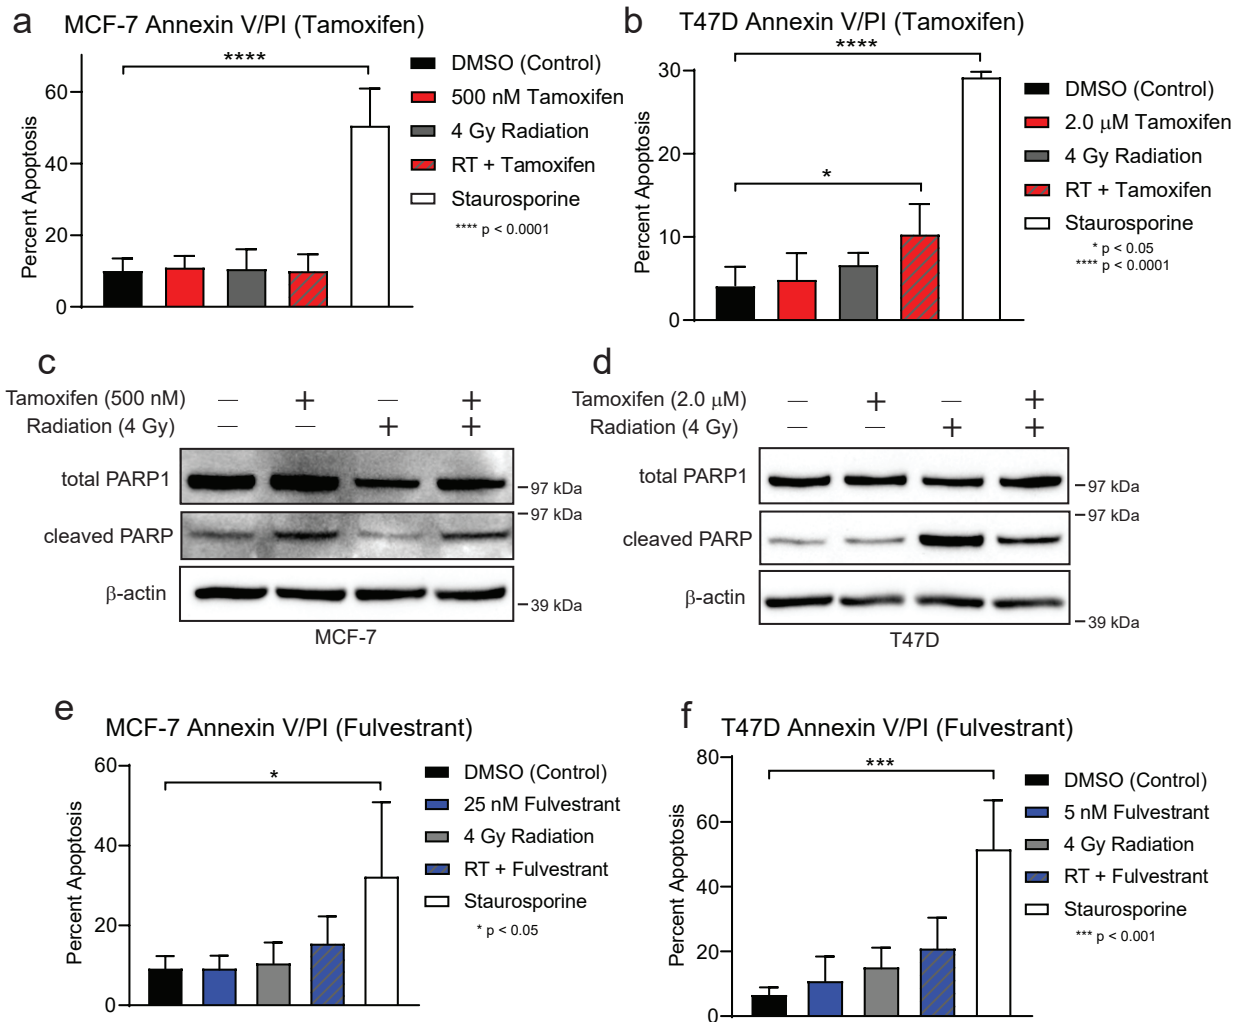 a
MCF-7 Annexin V/PI (Tamoxifen)
Percent Apoptosis
60
40
20
0
****
DMSO (Control)
500 nM Tamoxifen
4 Gy Radiation
RT + Tamoxifen
Staurosporine
**** p < 0.0001
b
T47D Annexin V/PI (Tamoxifen)
Percent Apoptosis
30
20
10
0
****
*
DMSO (Control)
2.0 μM Tamoxifen
4 Gy Radiation
RT + Tamoxifen
Staurosporine
* p < 0.05
**** p < 0.0001
c
Tamoxifen (500 nM) — + — +
Radiation (4 Gy) — — + +
total PARP1
97 kDa
97 kDa
cleaved PARP
β-actin
39 kDa
MCF-7
d
Tamoxifen (2.0 μM) — + — +
Radiation (4 Gy) — — + +
total PARP1
97 kDa
97 kDa
cleaved PARP
β-actin
39 kDa
T47D
e
MCF-7 Annexin V/PI (Fulvestrant)
Percent Apoptosis
60
40
20
0
*
DMSO (Control)
25 nM Fulvestrant
4 Gy Radiation
RT + Fulvestrant
Staurosporine
* p < 0.05
f
T47D Annexin V/PI (Fulvestrant)
Percent Apoptosis
80
60
40
20
0
***
DMSO (Control)
5 nM Fulvestrant
4 Gy Radiation
RT + Fulvestrant
Staurosporine
*** p < 0.001